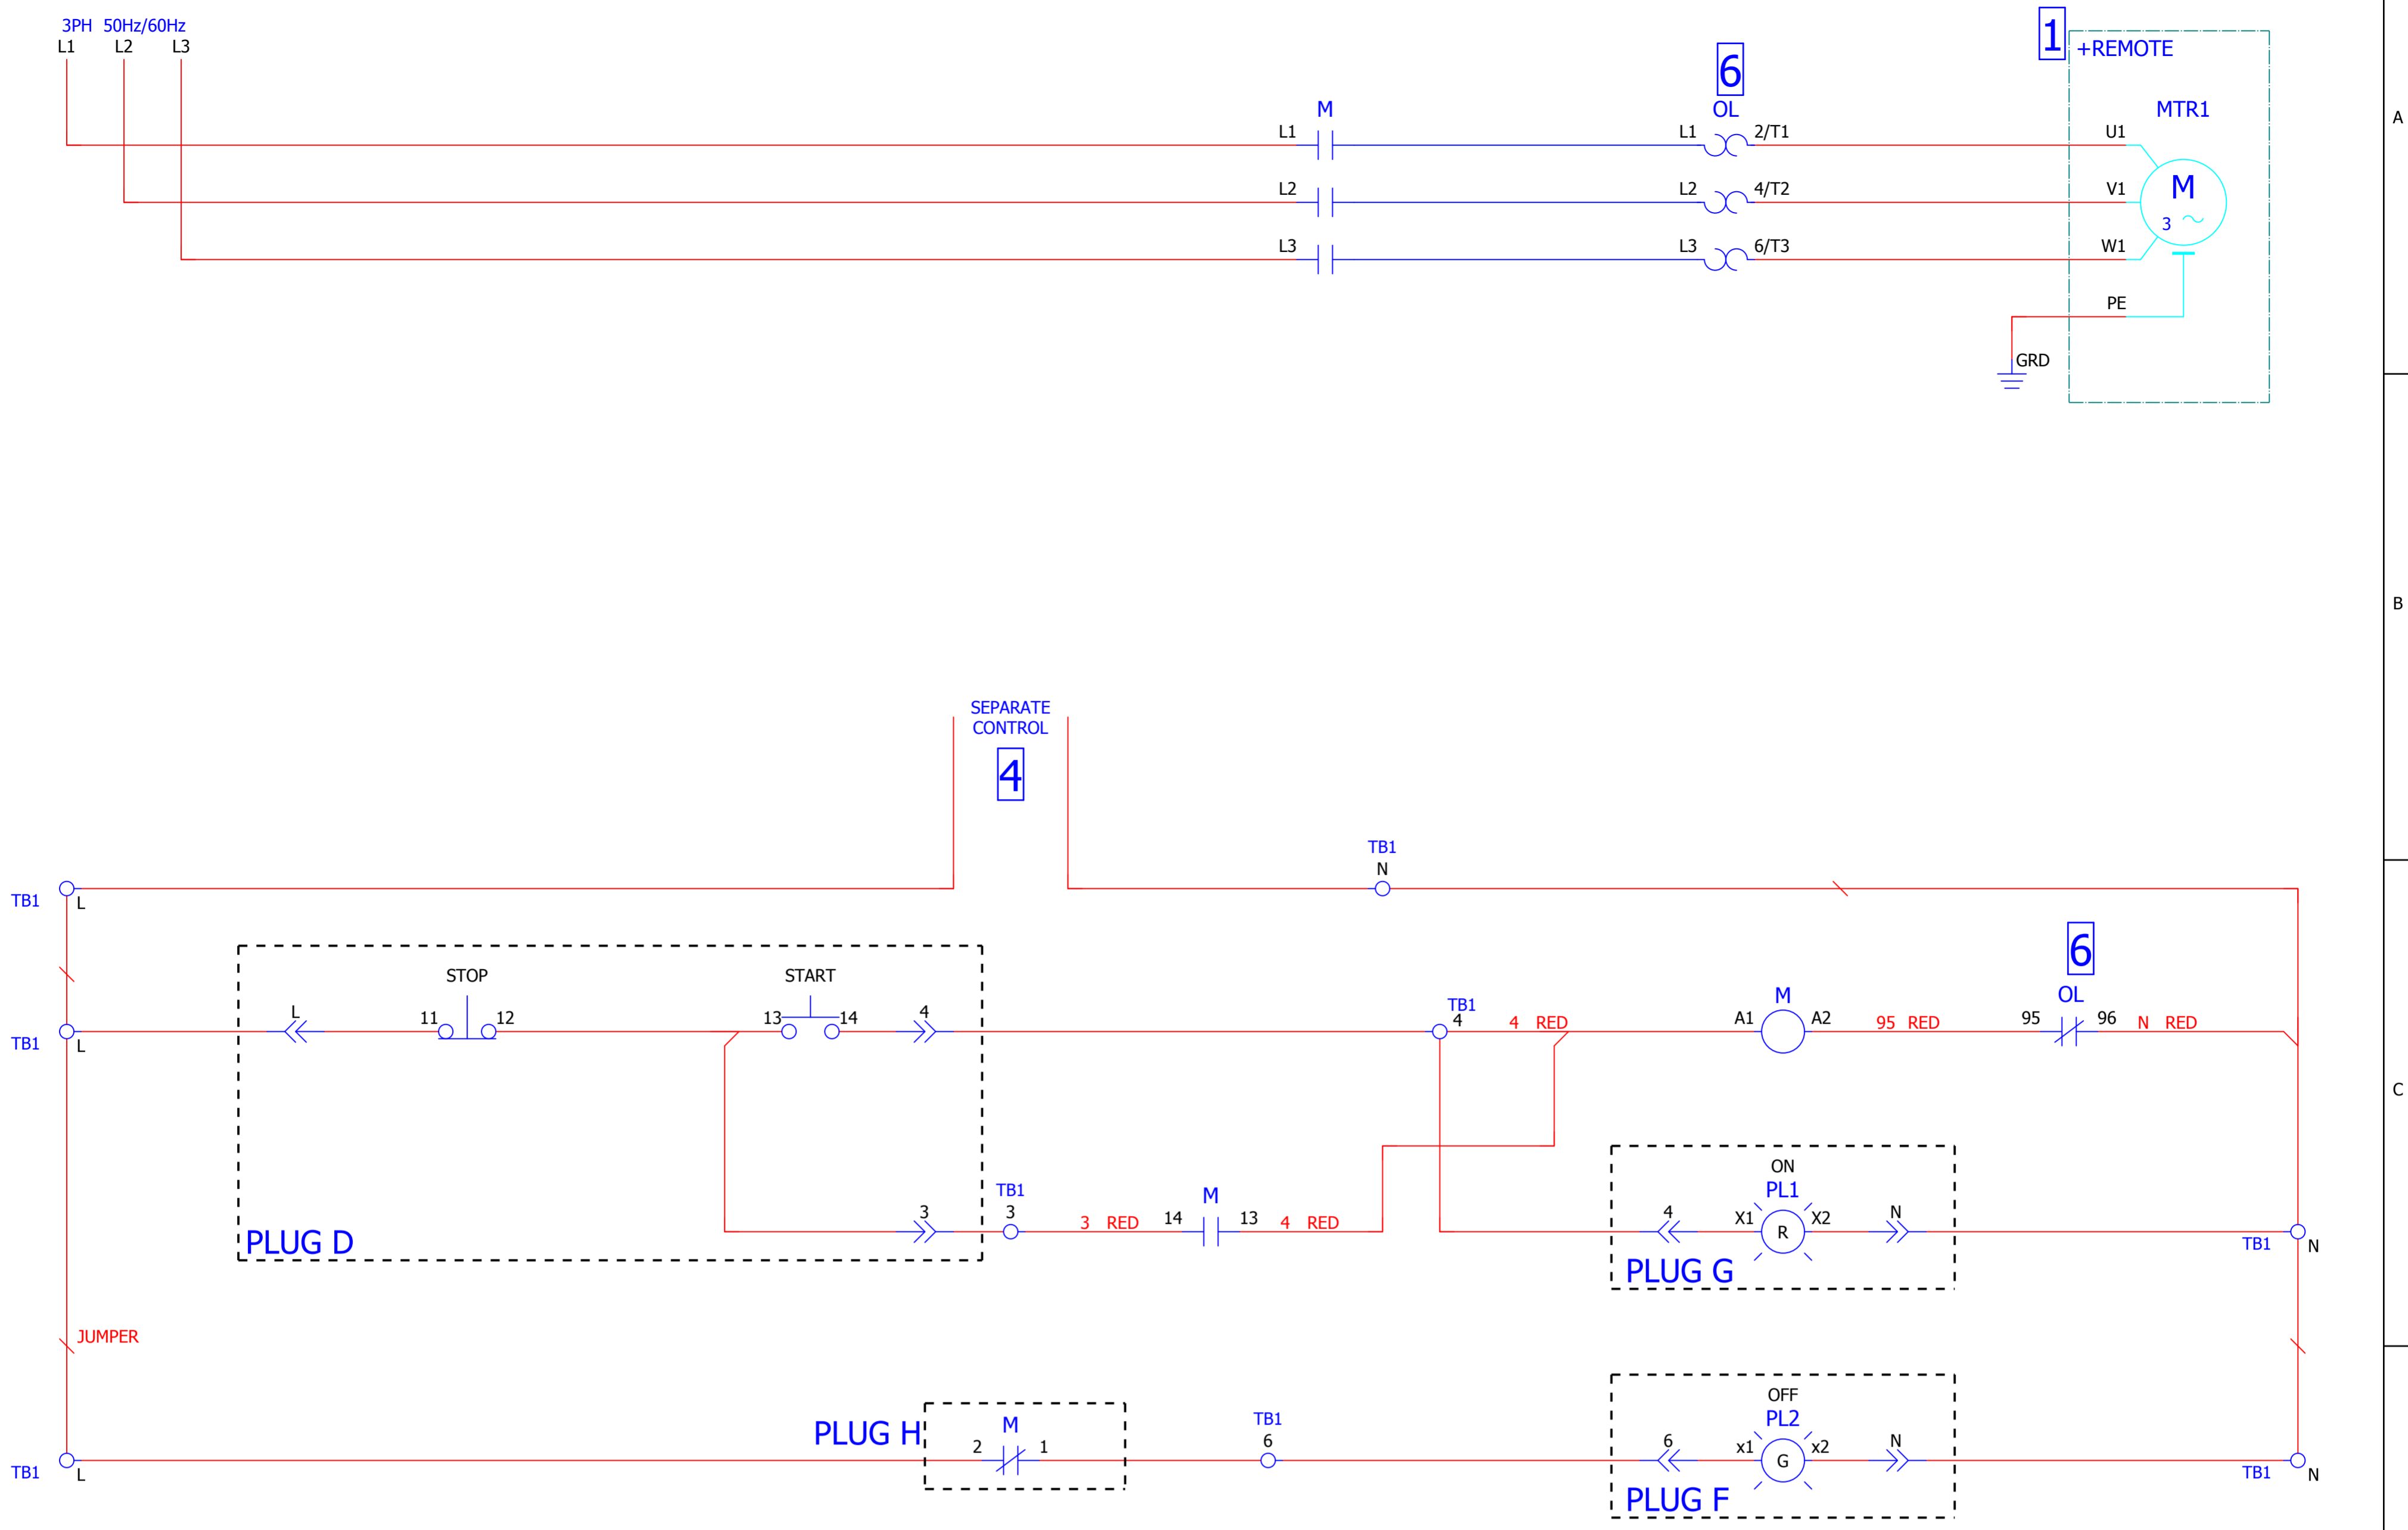 3PH 50Hz/60Hz
L1 L2 L3
1
+REMOTE
6
M
OL
MTR1
A
L1
L1
2/T1
U1
L2
L2
4/T2
V1
M
3
L3
L3
6/T3
W1
PE
GRD
B
SEPARATE
CONTROL
4
TB1
N
TB1
L
6
STOP
START
TB1
M
OL
L
11
12
13
14
4
4
4 RED
A1
A2
95 RED
95
96
N RED
TB1
L
C
ON
PL1
TB1
M
3
3
3 RED
14
13
4 RED
4
X1
R
X2
N
PLUG D
TB1
N
PLUG G
JUMPER
OFF
PL2
PLUG H
M
TB1
2
1
6
6
x1
G
x2
N
TB1
L
TB1
N
PLUG F